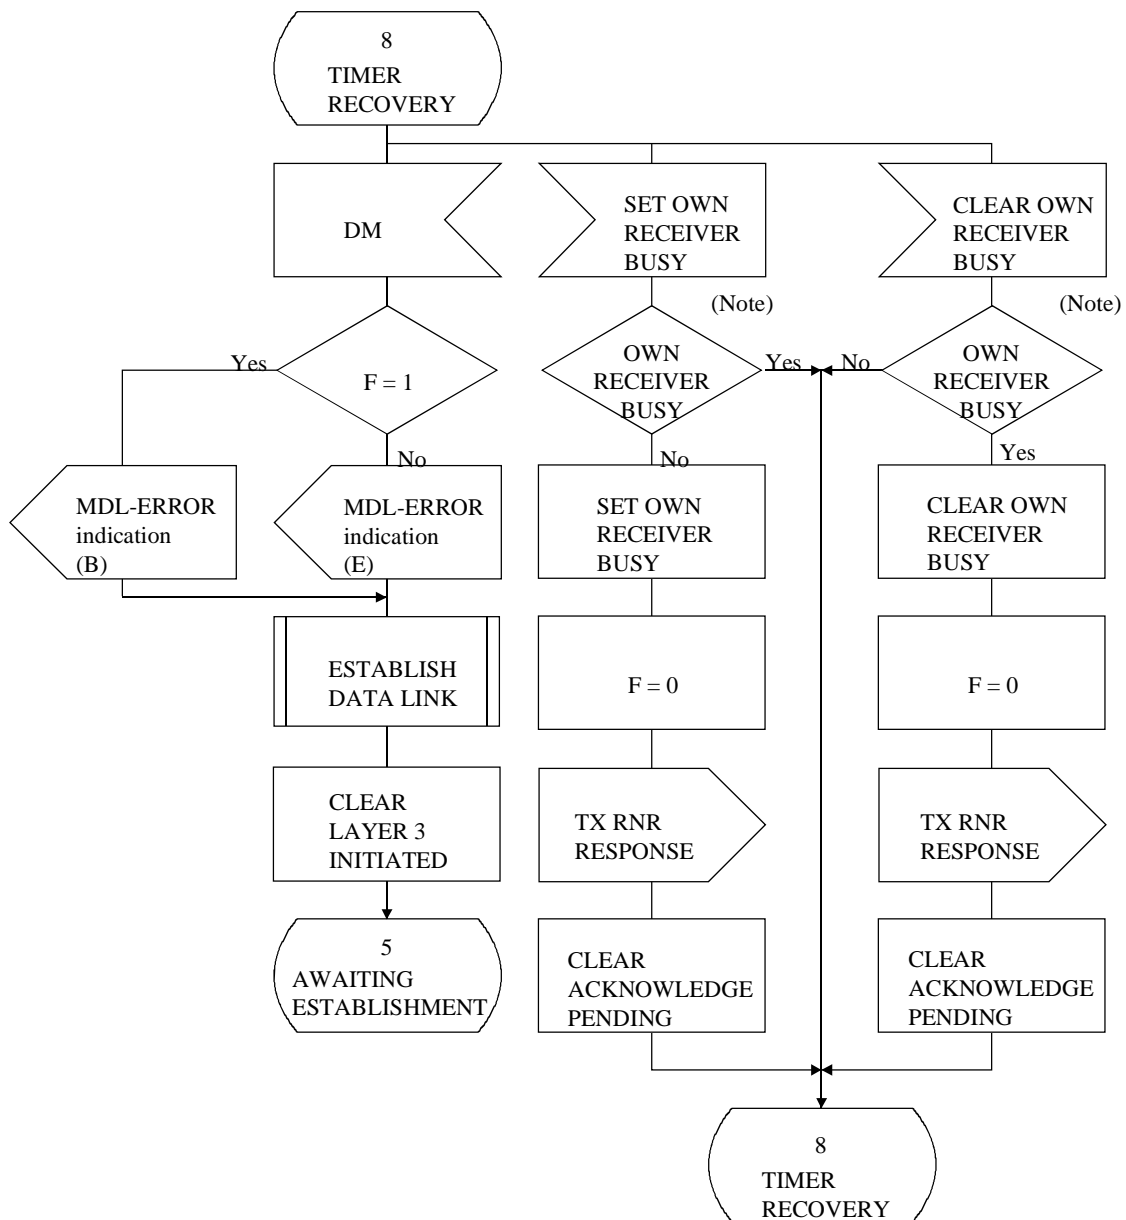 8
TIMER
RECOVERY
DM
SET OWN
RECEIVER
BUSY
CLEAR OWN
RECEIVER
BUSY
(Note)
(Note)
Yes
F = 1
No
OWN
RECEIVER
BUSY
Yes
No
No
OWN
RECEIVER
BUSY
Yes
MDL-ERROR
indication
(B)
MDL-ERROR
indication
(E)
SET OWN
RECEIVER
BUSY
CLEAR OWN
RECEIVER
BUSY
ESTABLISH
DATA LINK
F = 0
F = 0
CLEAR
LAYER 3
INITIATED
TX RNR
RESPONSE
TX RNR
RESPONSE
5
AWAITING
ESTABLISHMENT
CLEAR
ACKNOWLEDGE
PENDING
CLEAR
ACKNOWLEDGE
PENDING
8
TIMER
RECOVERY